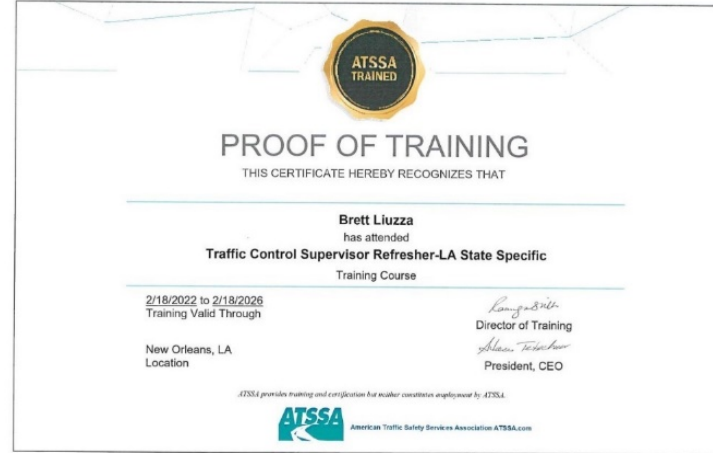 ATSSA
TRAINED
PROOF OF TRAINING
THIS CERTIFICATE HEREBY RECOGNIZES THAT
Brett Liuzza
has attended
Traffic Control Supervisor Refresher-LA State Specific
Training Course
2/18/2022 to 2/18/2026
Training Valid Through
Director of Training
New Orleans, LA
Location
President, CEO
ATSSA provides training and certification but neither constitutes employment by ATSSA.
ATSSA
American Traffic Safety Services Association ATSSA.com